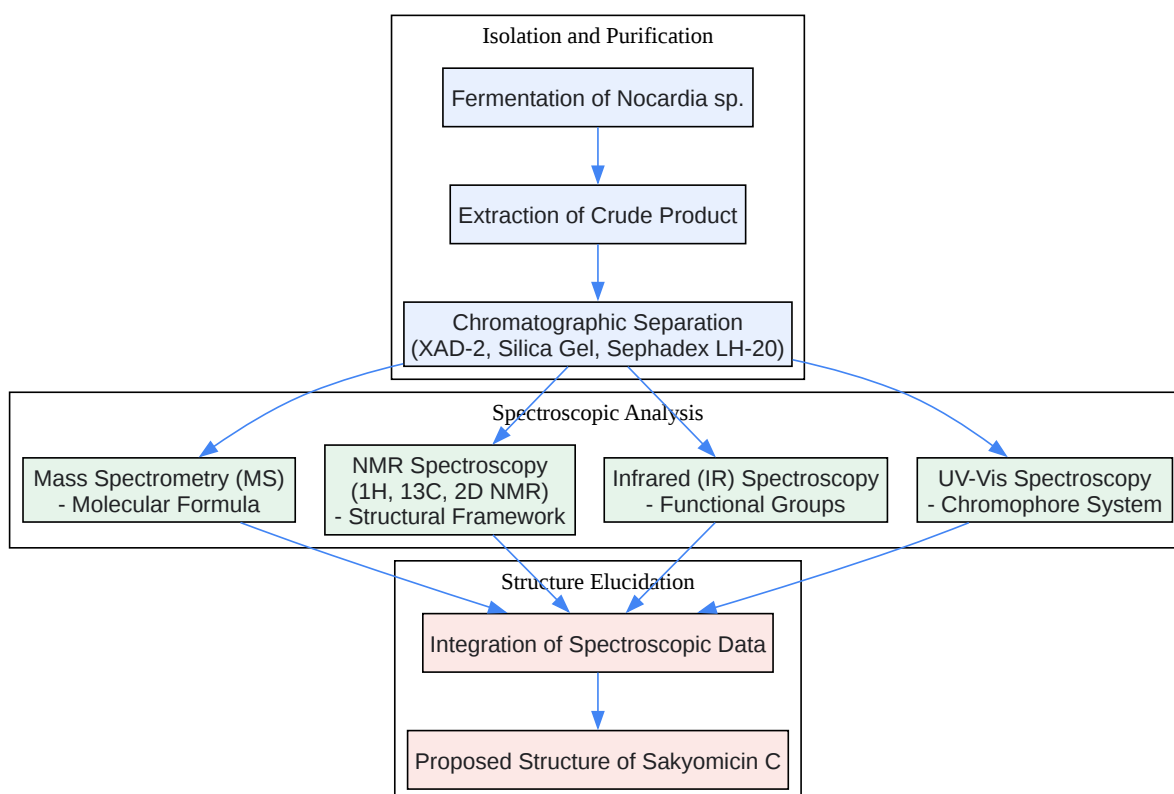 Isolation and Purification
Fermentation of Nocardia sp.
Extraction of Crude Product
Chromatographic Separation
(XAD-2, Silica Gel, Sephadex LH-20)
Spectroscopic Analysis
Mass Spectrometry (MS)
- Molecular Formula
NMR Spectroscopy
(1H, 13C, 2D NMR)
- Structural Framework
Infrared (IR) Spectroscopy
- Functional Groups
UV-Vis Spectroscopy
- Chromophore System
Structure Elucidation
Integration of Spectroscopic Data
Proposed Structure of Sakyomicin C